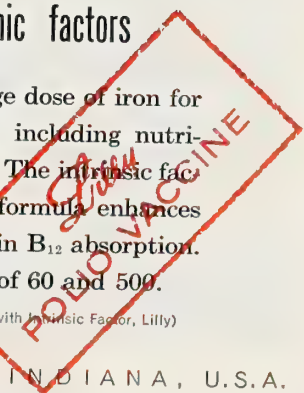 nic factors
ge dose of iron for
including nutri-
The intrinsic fac-
formula enhances
in B₁₂ absorption.
of 60 and 500.
with Intrinsic Factor, Lilly)
Lilly
POLIO VACCINE
INDIANA, U.S.A.